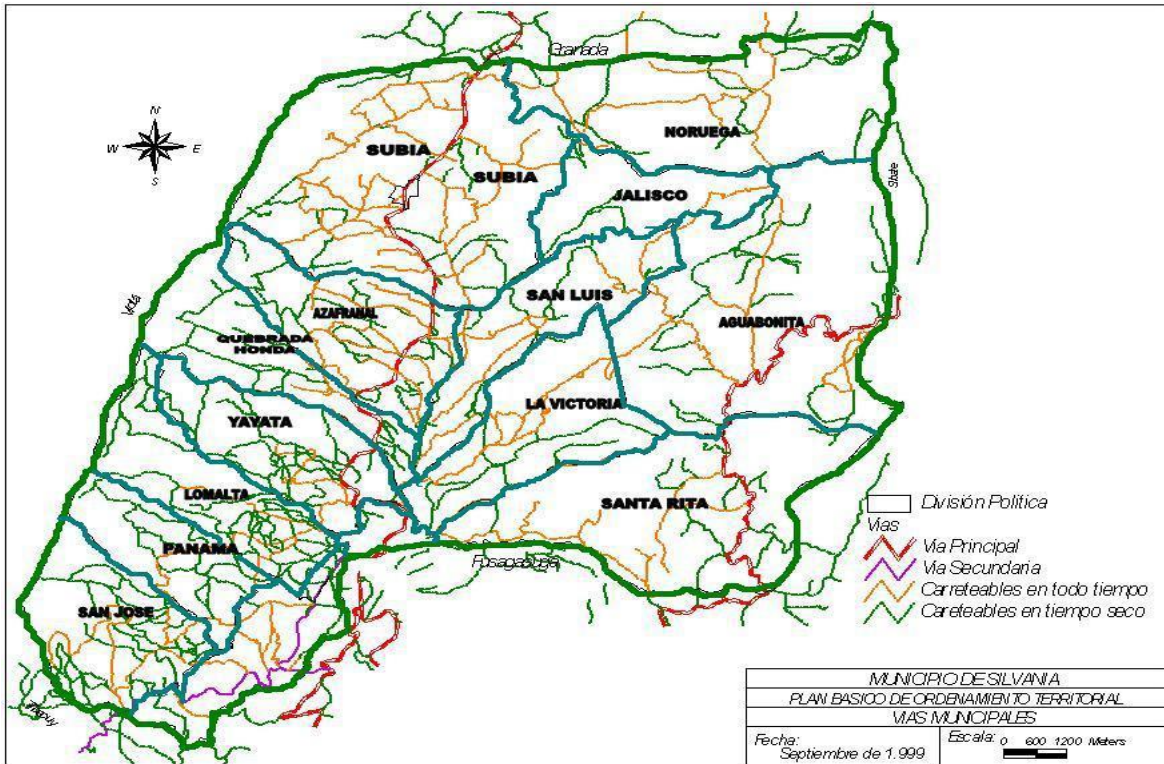 Granada
N
W E
S
NORUEGA
SUBIA
SUBIA
JALISCO
Sibate
SAN LUIS
AZAFRANAL
AGUABONITA
Viotá
QUEBRADA
HONDA
LA VICTORIA
YAYATA
LOMALTA
SANTA RITA
PANAMA
Fusagasuga
SAN JOSE
División Política
Vias
Via Principal
Via Secundaria
Carreteables en todo tiempo
Careteables en tiempo seco
MUNICIPIO DE SILVANIA
PLAN BASICO DE ORDENAMIENTO TERRITORIAL
VIAS MUNICIPALES
Fecha:
Septiembre de 1.999
Escala: 0 600 1200 Meters